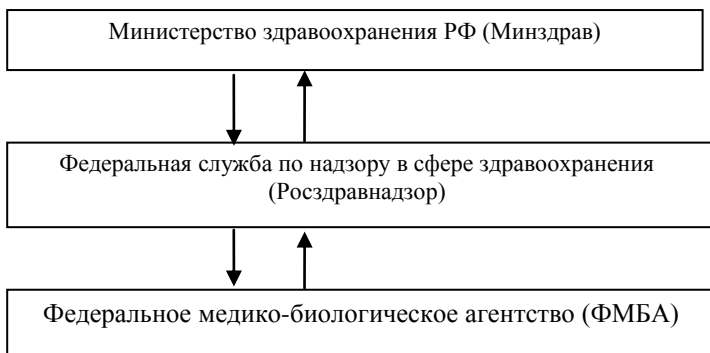 Министерство здравоохранения РФ (Минздрав)
Федеральная служба по надзору в сфере здравоохранения
(Росздравнадзор)
Федеральное медико-биологическое агентство (ФМБА)